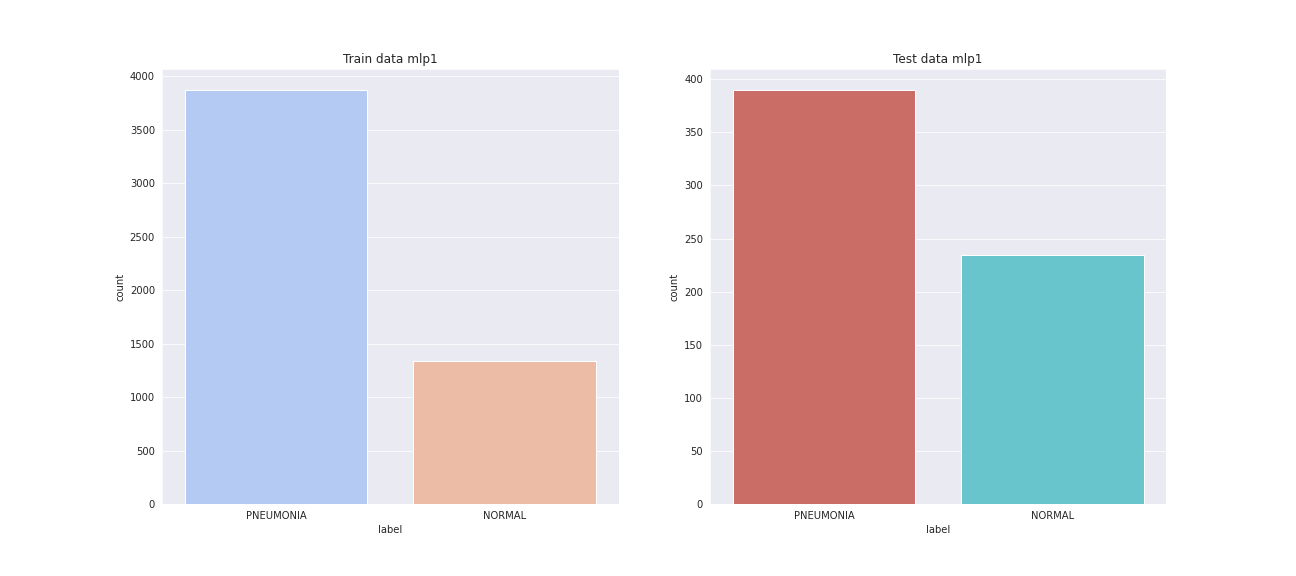 Train data mlp1
4000
3500
3000
2500
2000
1500
1000
500
0
count
PNEUMONIA NORMAL
label
Test data mlp1
400
350
300
250
200
150
100
50
0
count
PNEUMONIA NORMAL
label